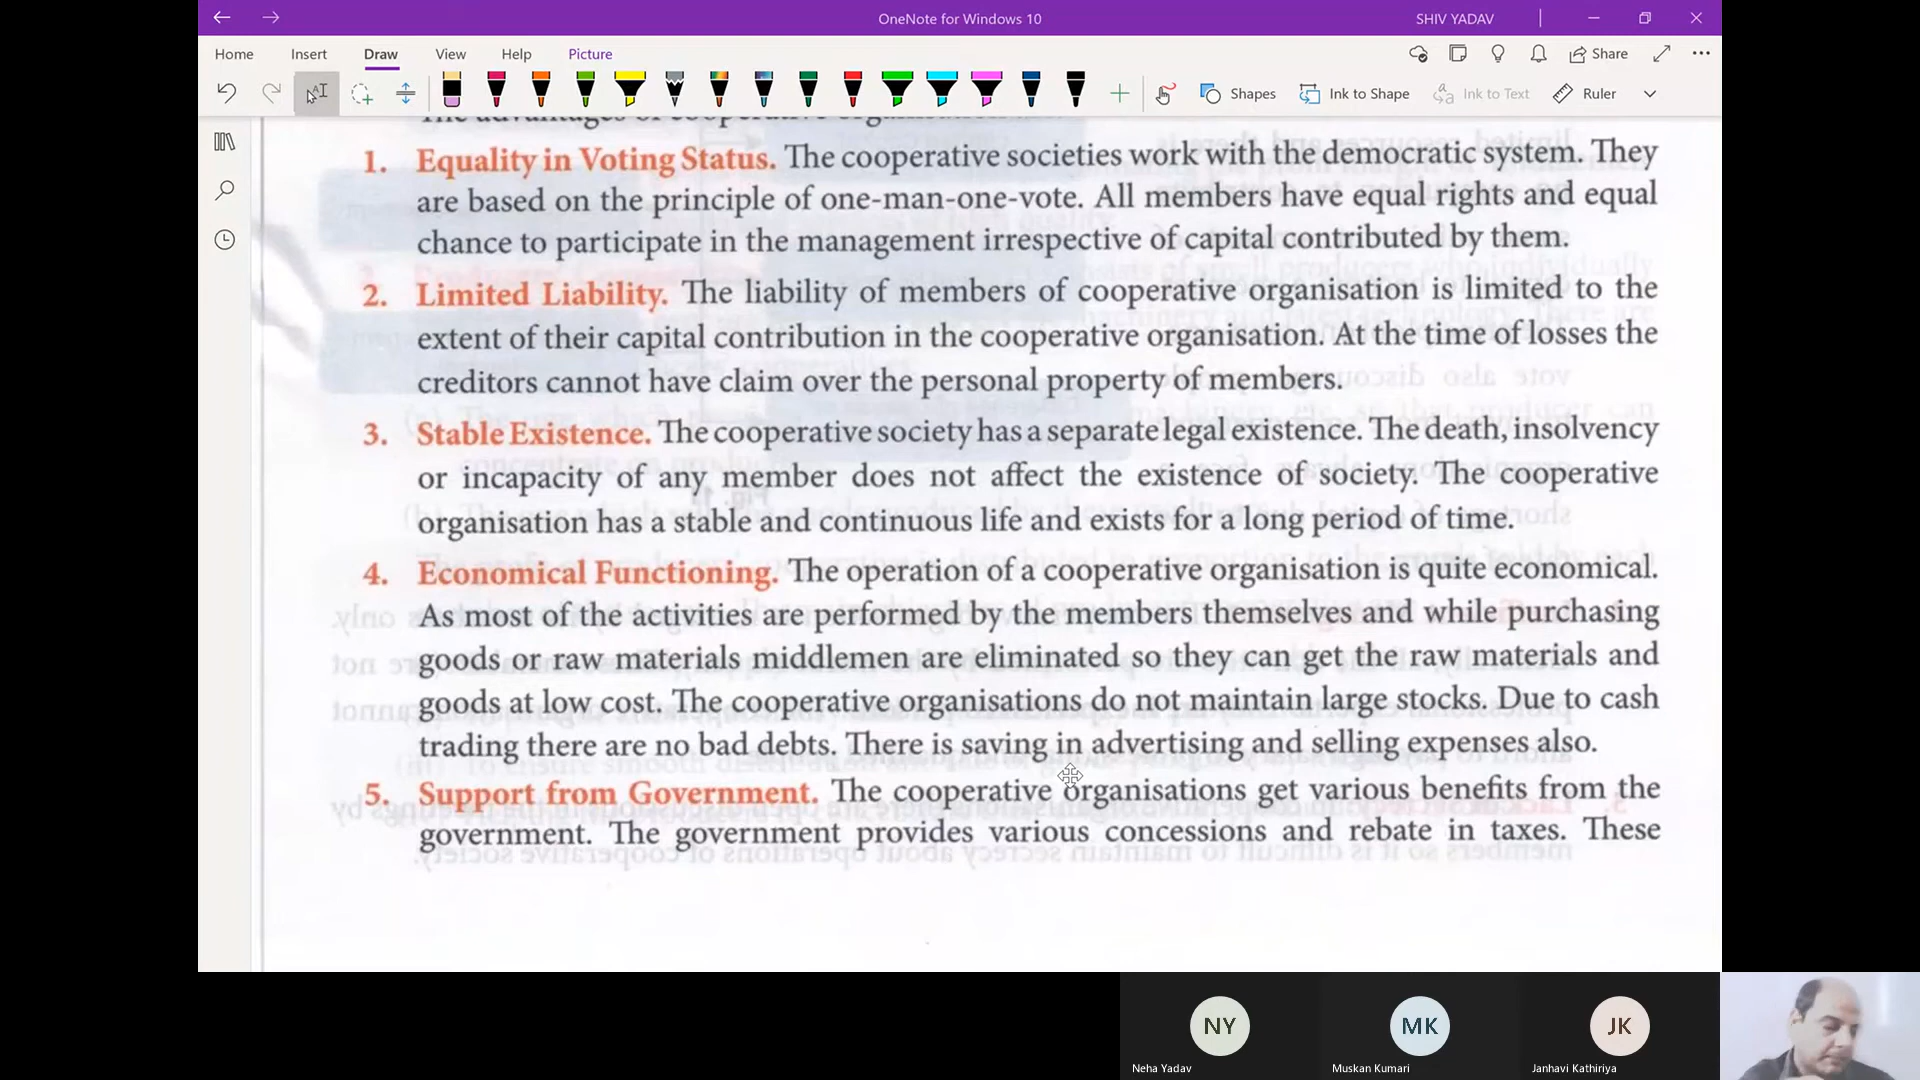 OneNote for Windows 10
SHIV YADAV
Home Insert Draw View Help Picture
Share
Shapes Ink to Shape Ink to Text Ruler
The advantages of cooperative
1. Equality in Voting Status. The cooperative societies work with the democratic system. They
are based on the principle of one-man-one-vote. All members have equal rights and equal
chance to participate in the management irrespective of capital contributed by them.
2. Limited Liability. The liability of members of cooperative organisation is limited to the
extent of their capital contribution in the cooperative organisation. At the time of losses the
creditors cannot have claim over the personal property of members.
3. Stable Existence. The cooperative society has a separate legal existence. The death, insolvency
or incapacity of any member does not affect the existence of society. The cooperative
organisation has a stable and continuous life and exists for a long period of time.
4. Economical Functioning. The operation of a cooperative organisation is quite economical.
As most of the activities are performed by the members themselves and while purchasing
goods or raw materials middlemen are eliminated so they can get the raw materials and
goods at low cost. The cooperative organisations do not maintain large stocks. Due to cash
trading there are no bad debts. There is saving in advertising and selling expenses also.
5. Support from Government. The cooperative organisations get various benefits from the
government. The government provides various concessions and rebate in taxes. These
NY MK JK
Neha Yadav Muskan Kumari Janhavi Kathiriya